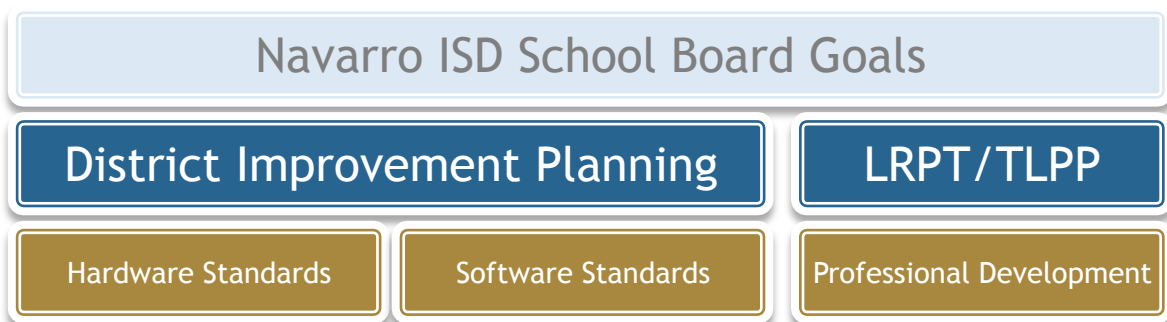 Navarro ISD School Board Goals
District Improvement Planning
LRPT/TLPP
Hardware Standards
Software Standards
Professional Development